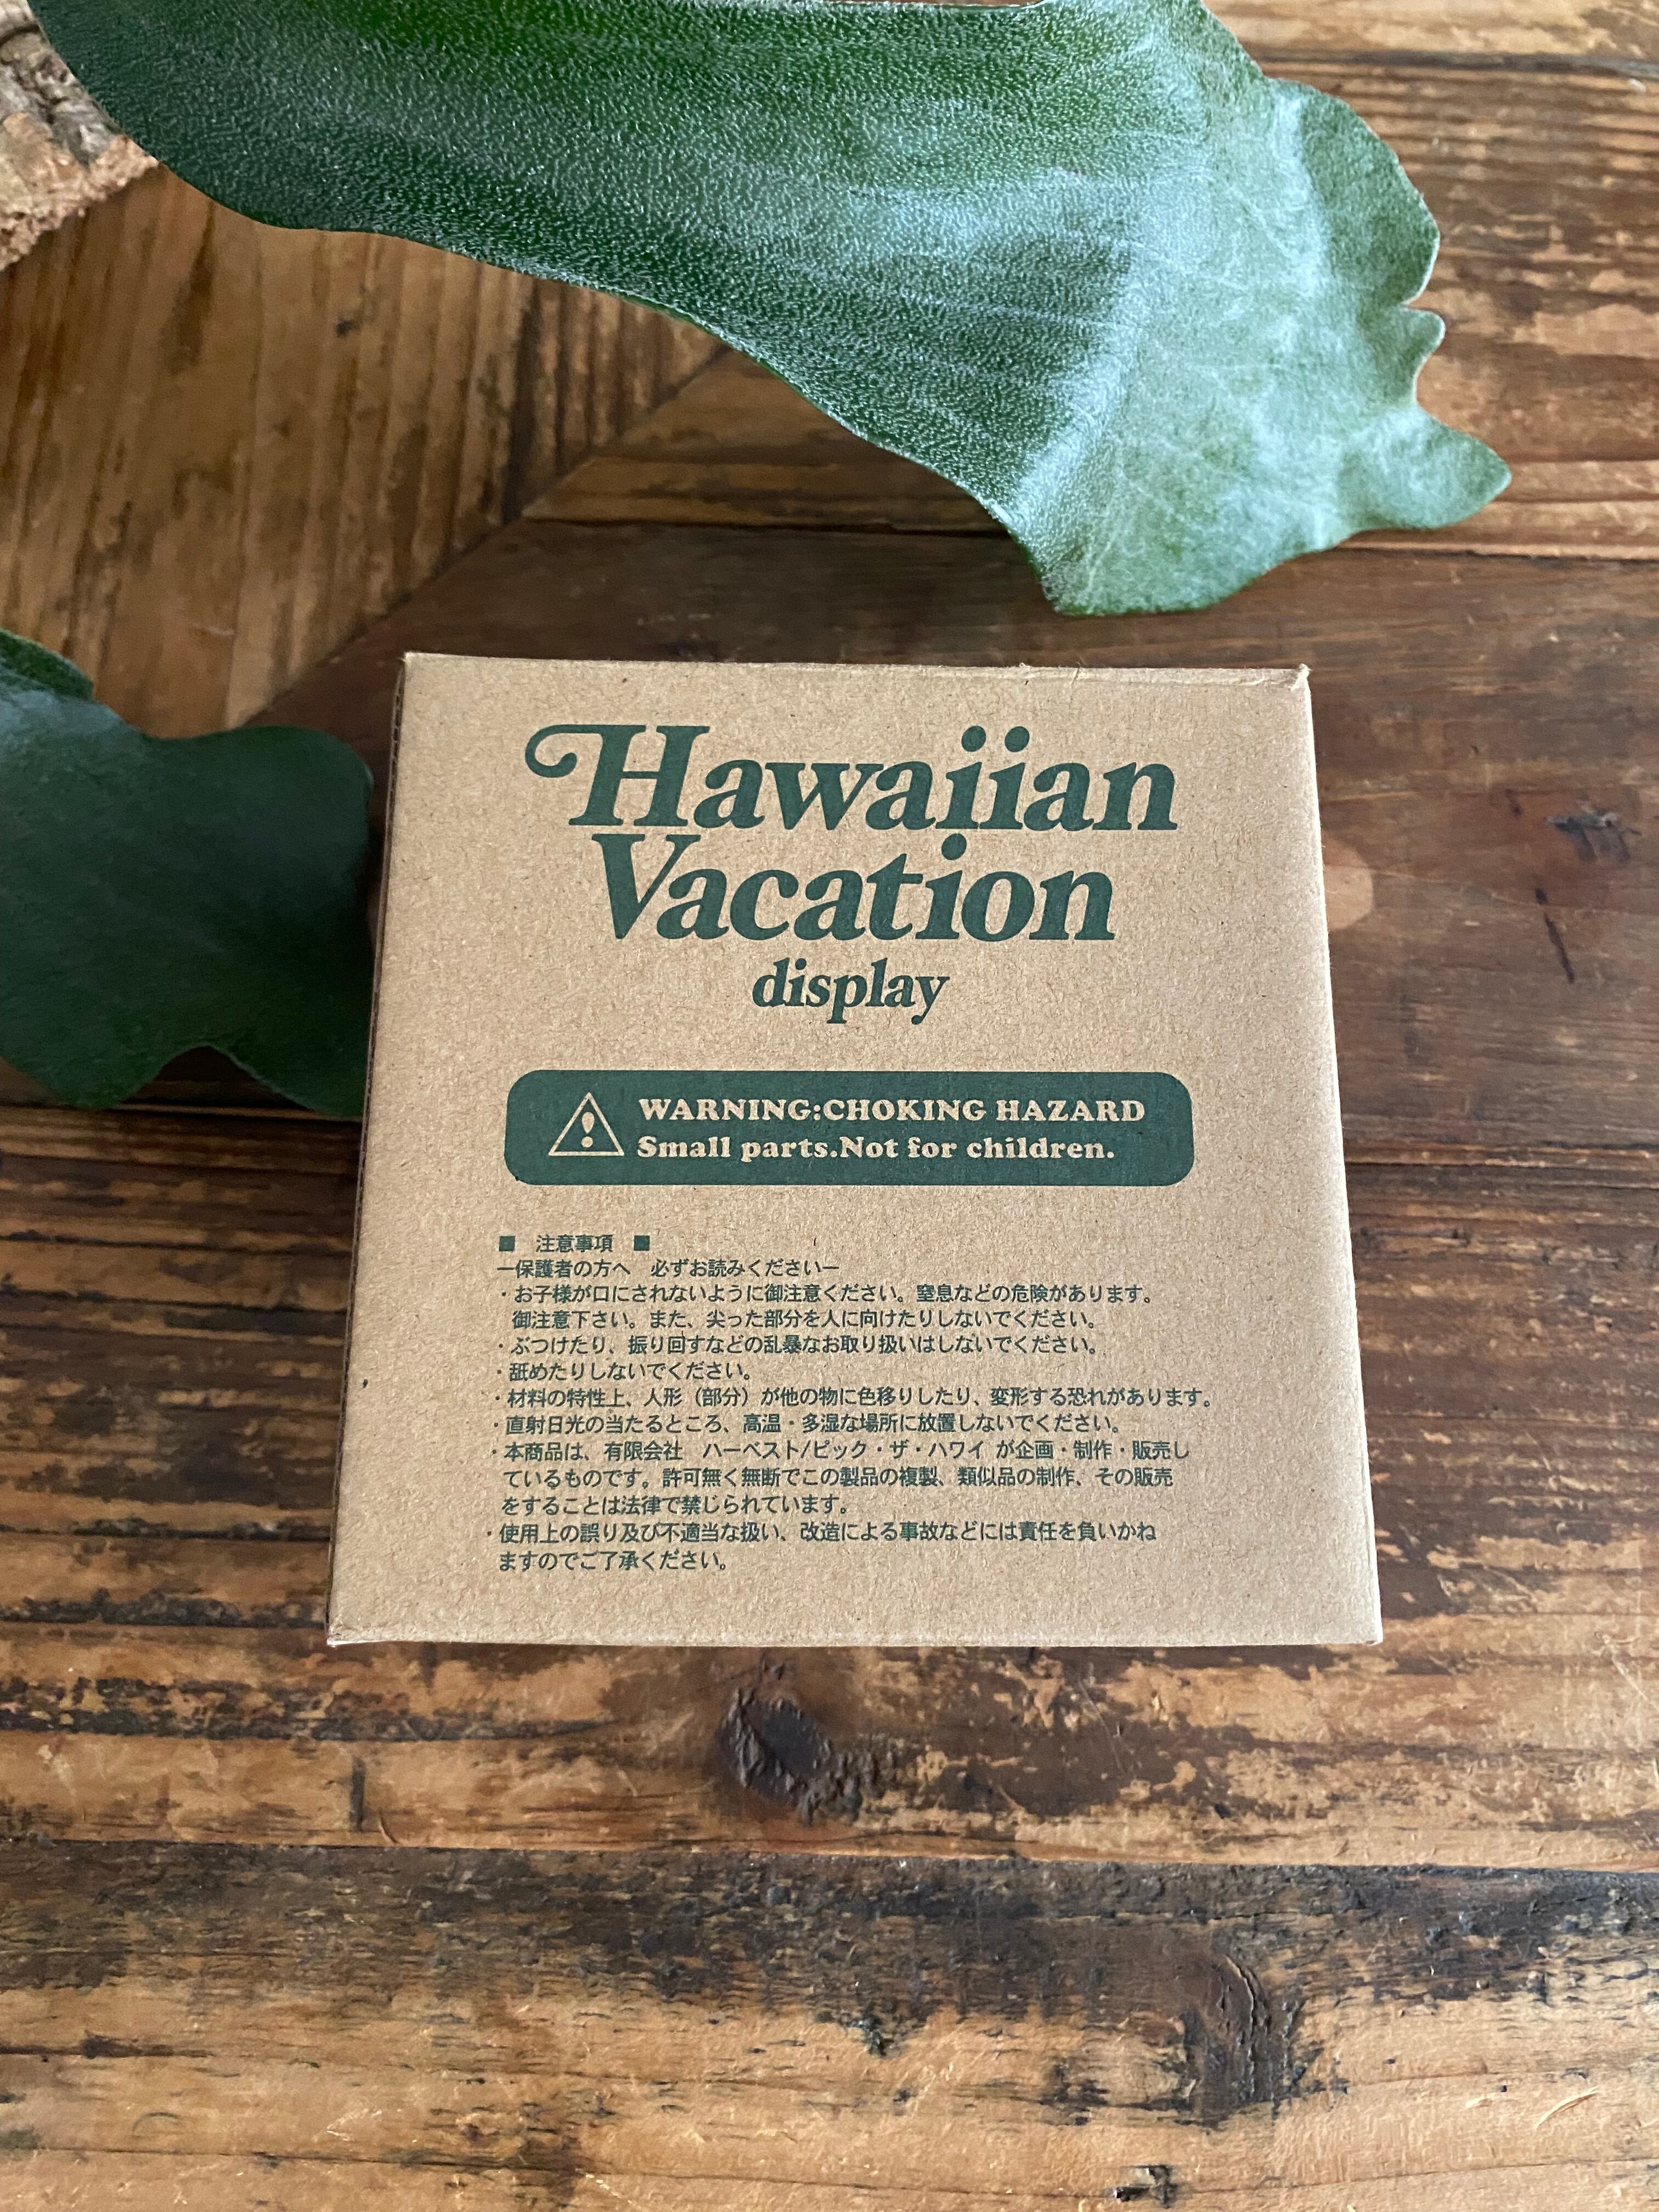 Hawaiian
Vacation
display
WARNING:CHOKING HAZARD
Small parts.Not for children.
■ 注意事項 ■
ー保護者の方へ 必ずお読みくださいー
・お子様が口にされないように御注意ください。窒息などの危険があります。
御注意下さい。また、尖った部分を人に向けたりしないでください。
・ぶつけたり、振り回すなどの乱暴なお取り扱いはしないでください。
・舐めたりしないでください。
・材料の特性上、人形（部分）が他の物に色移りしたり、変形する恐れがあります。
・直射日光の当たるところ、高温・多湿な場所に放置しないでください。
・本商品は、有限会社 ハーベスト/ピック・ザ・ハワイ が企画・制作・販売し
ているものです。許可無く無断でこの製品の複製、類似品の制作、その販売
をすることは法律で禁じられています。
・使用上の誤り及び不適当な扱い、改造による事故などには責任を負いかね
ますのでご了承ください。